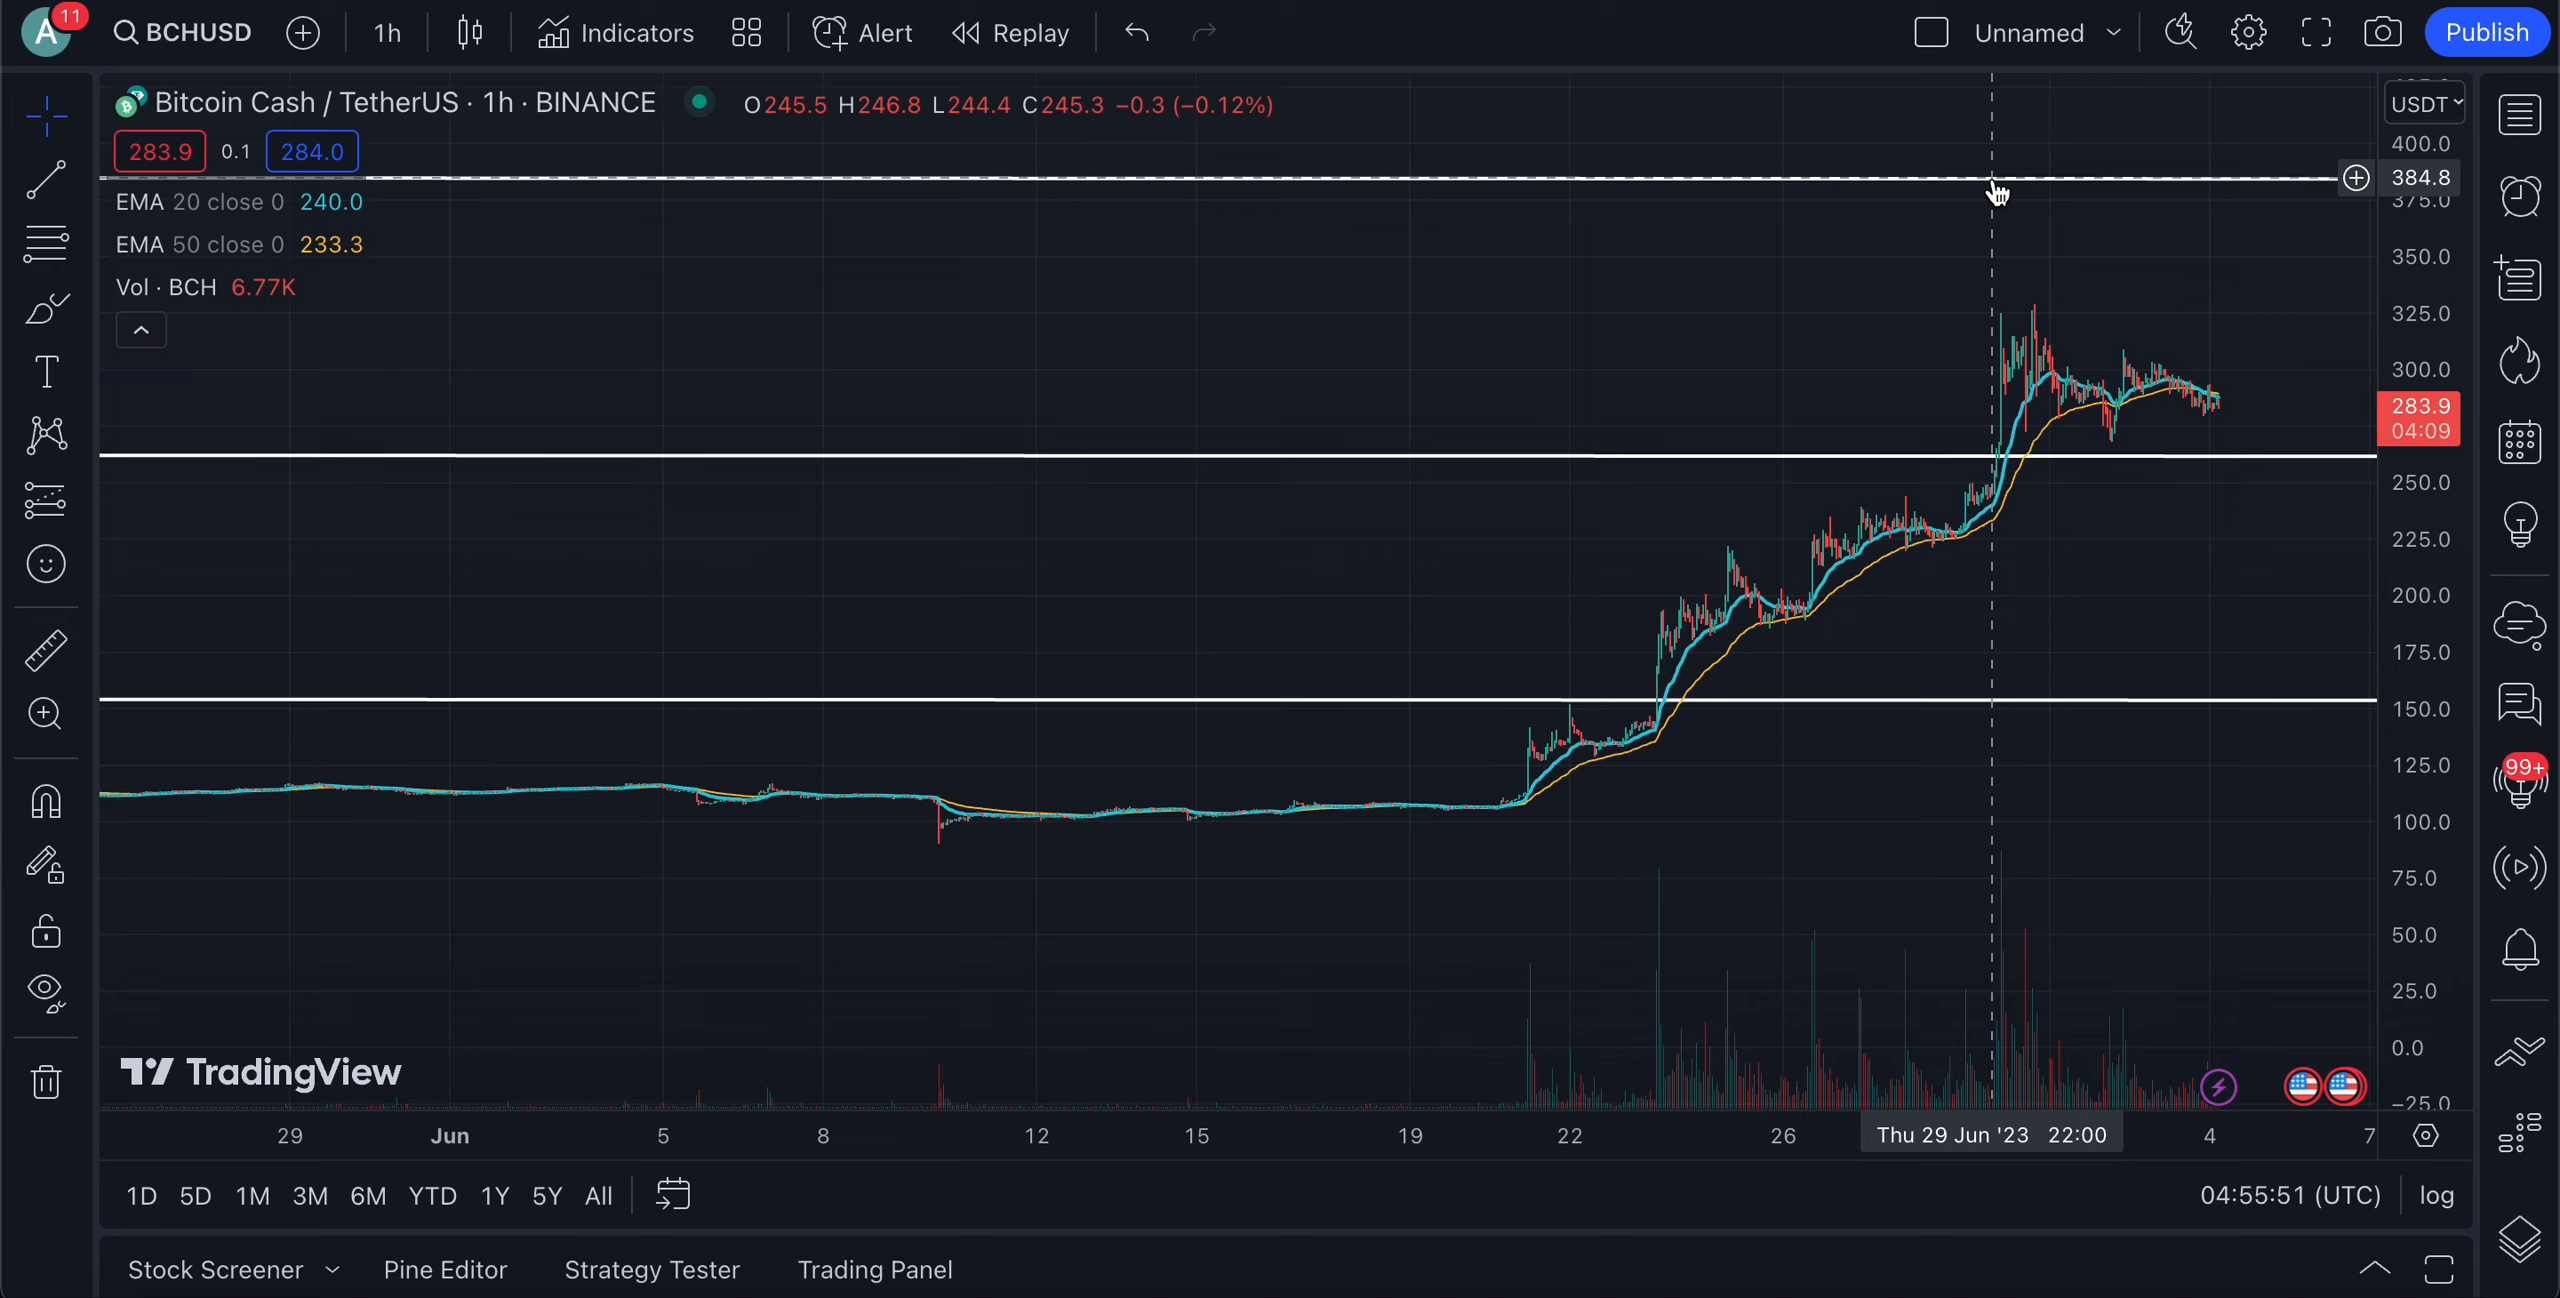 A
11
BCHUSD
1h
Indicators
Alert
Replay
Unnamed
Publish
Bitcoin Cash / TetherUS · 1h · BINANCE
O245.5 H246.8 L244.4 C245.3 −0.3 (−0.12%)
USDT
283.9
0.1
284.0
EMA 20 close 0 240.0
EMA 50 close 0 233.3
Vol · BCH 6.77K
400.0
384.8
375.0
350.0
325.0
300.0
283.9
04:09
250.0
225.0
200.0
175.0
150.0
125.0
100.0
75.0
50.0
25.0
0.0
−25.0
99+
TradingView
29
Jun
5
8
12
15
19
22
26
Thu 29 Jun '23 22:00
4
7
1D
5D
1M
3M
6M
YTD
1Y
5Y
All
04:55:51 (UTC)
log
Stock Screener
Pine Editor
Strategy Tester
Trading Panel